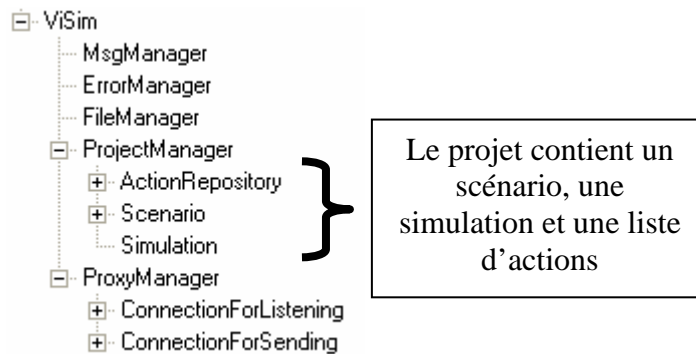 ViSim
MsgManager
ErrorManager
FileManager
ProjectManager
ActionRepository
Scenario
Simulation
ProxyManager
ConnectionForListening
ConnectionForSending
Le projet contient un
scénario, une
simulation et une liste
d’actions